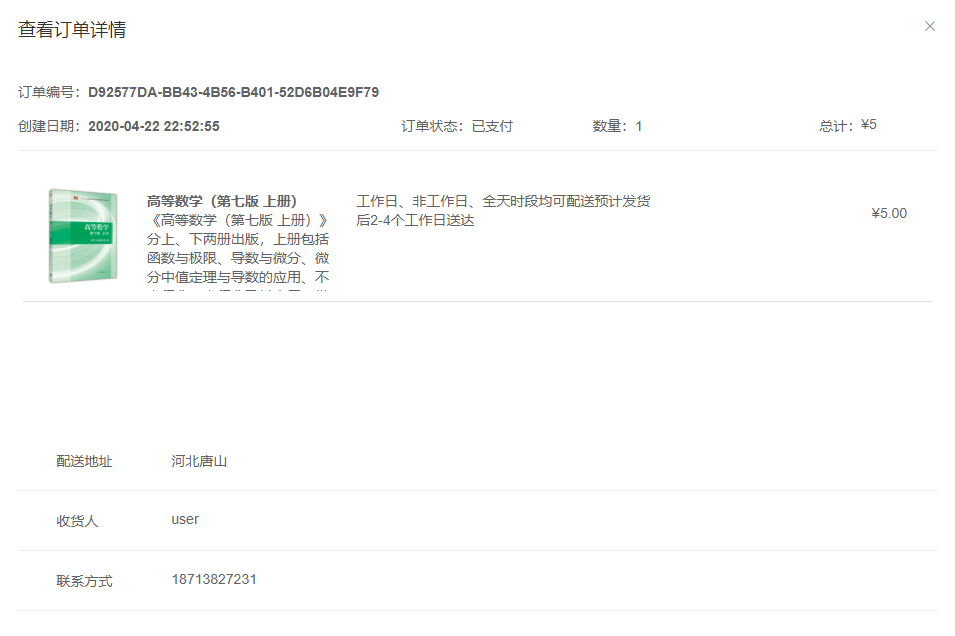 查看订单详情
订单编号：D92577DA-BB43-4B56-B401-52D6B04E9F79
创建日期：2020-04-22 22:52:55 订单状态：已支付 数量：1 总计：¥5
高等数学（第七版 上册）
《高等数学（第七版 上册）》
分上、下两册出版，上册包括
函数与极限、导数与微分、微
分中值定理与导数的应用、不
工作日、非工作日、全天时段均可配送预计发货
后2-4个工作日送达
¥5.00
高等数学
配送地址 河北唐山
收货人 user
联系方式 18713827231